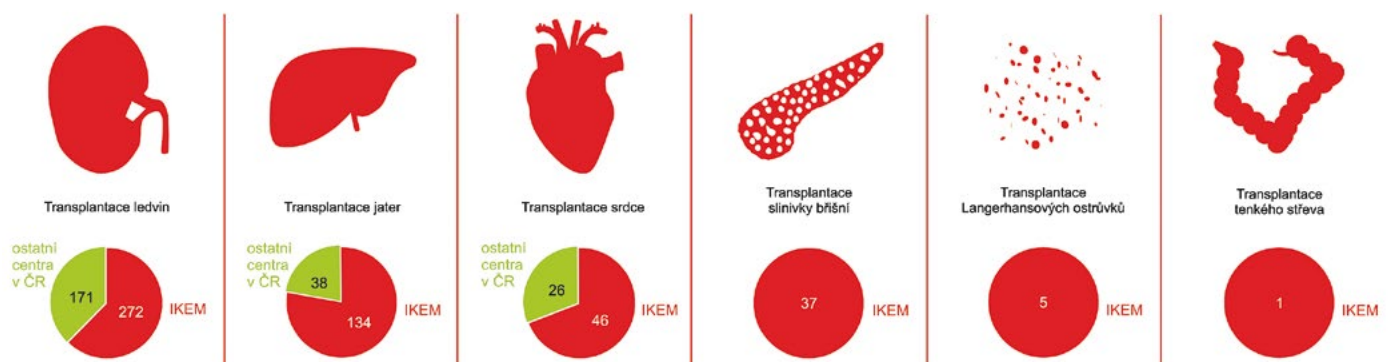 Transplantace ledvin
Transplantace jater
Transplantace srdce
Transplantace
slinivky břišní
Transplantace
Langerhansových ostrůvků
Transplantace
tenkého střeva
ostatní
centra
v ČR
171
272
IKEM
ostatní
centra
v ČR
38
134
IKEM
ostatní
centra
v ČR
26
46
IKEM
37
IKEM
5
IKEM
1
IKEM